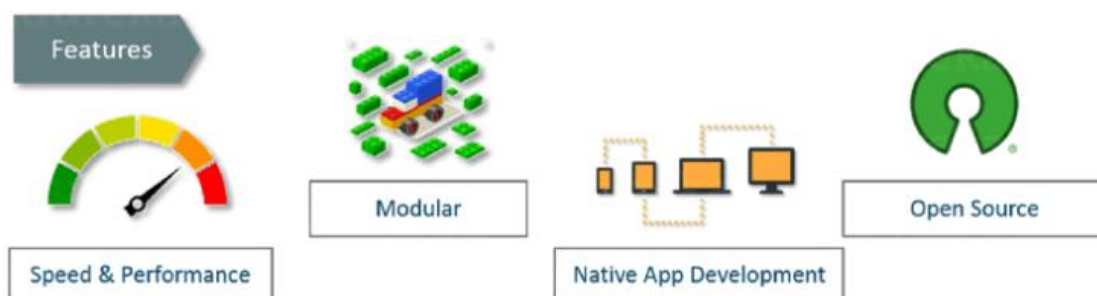 Features
Modular
Open Source
Speed & Performance
Native App Development
®